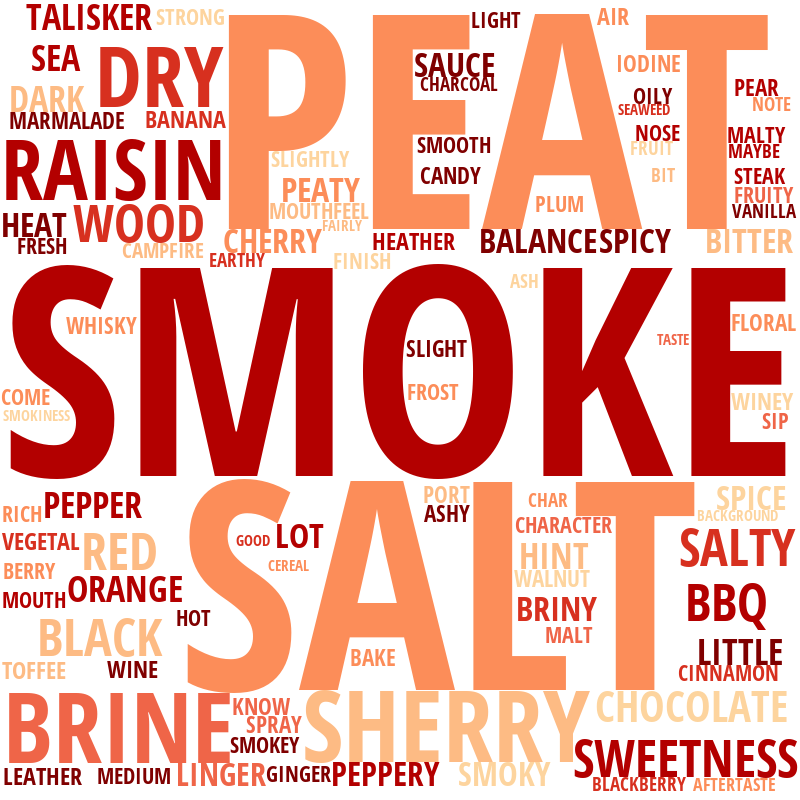 TALISKER
STRONG
PEAT
LIGHT
AIR
SEA
DRY
SAUCE
IODINE
CHARCOAL
DARK
PEAR
OILY
NOTE
SEAWEED
MARMALADE
BANANA
SMOOTH
NOSE
MALTY
FRUIT
MAYBE
RAISIN
SLIGHTLY
CANDY
BIT
STEAK
PEATY
FRUITY
PLUM
VANILLA
MOUTHFEEL
HEAT
WOOD
FAIRLY
FRESH
CAMPFIRE
CHERRY
HEATHER
BALANCE
SPICY
BITTER
EARTHY
FINISH
SMOKE
ASH
WHISKY
FLORAL
TASTE
SLIGHT
FROST
COME
WINEY
SMOKINESS
SIP
SALT
PORT
CHAR
SPICE
RICH
PEPPER
ASHY
BACKGROUND
CHARACTER
VEGETAL
RED
GOOD
LOT
HINT
SALTY
CEREAL
BERRY
WALNUT
ORANGE
MOUTH
BRINY
BBQ
HOT
BLACK
MALT
LITTLE
BAKE
TOFFEE
WINE
CINNAMON
BRINE
KNOW
SHERRY
CHOCOLATE
SPRAY
SMOKEY
SWEETNESS
LEATHER
MEDIUM
LINGER
GINGER
PEPPERY
SMOKY
BLACKBERRY
AFTERTASTE